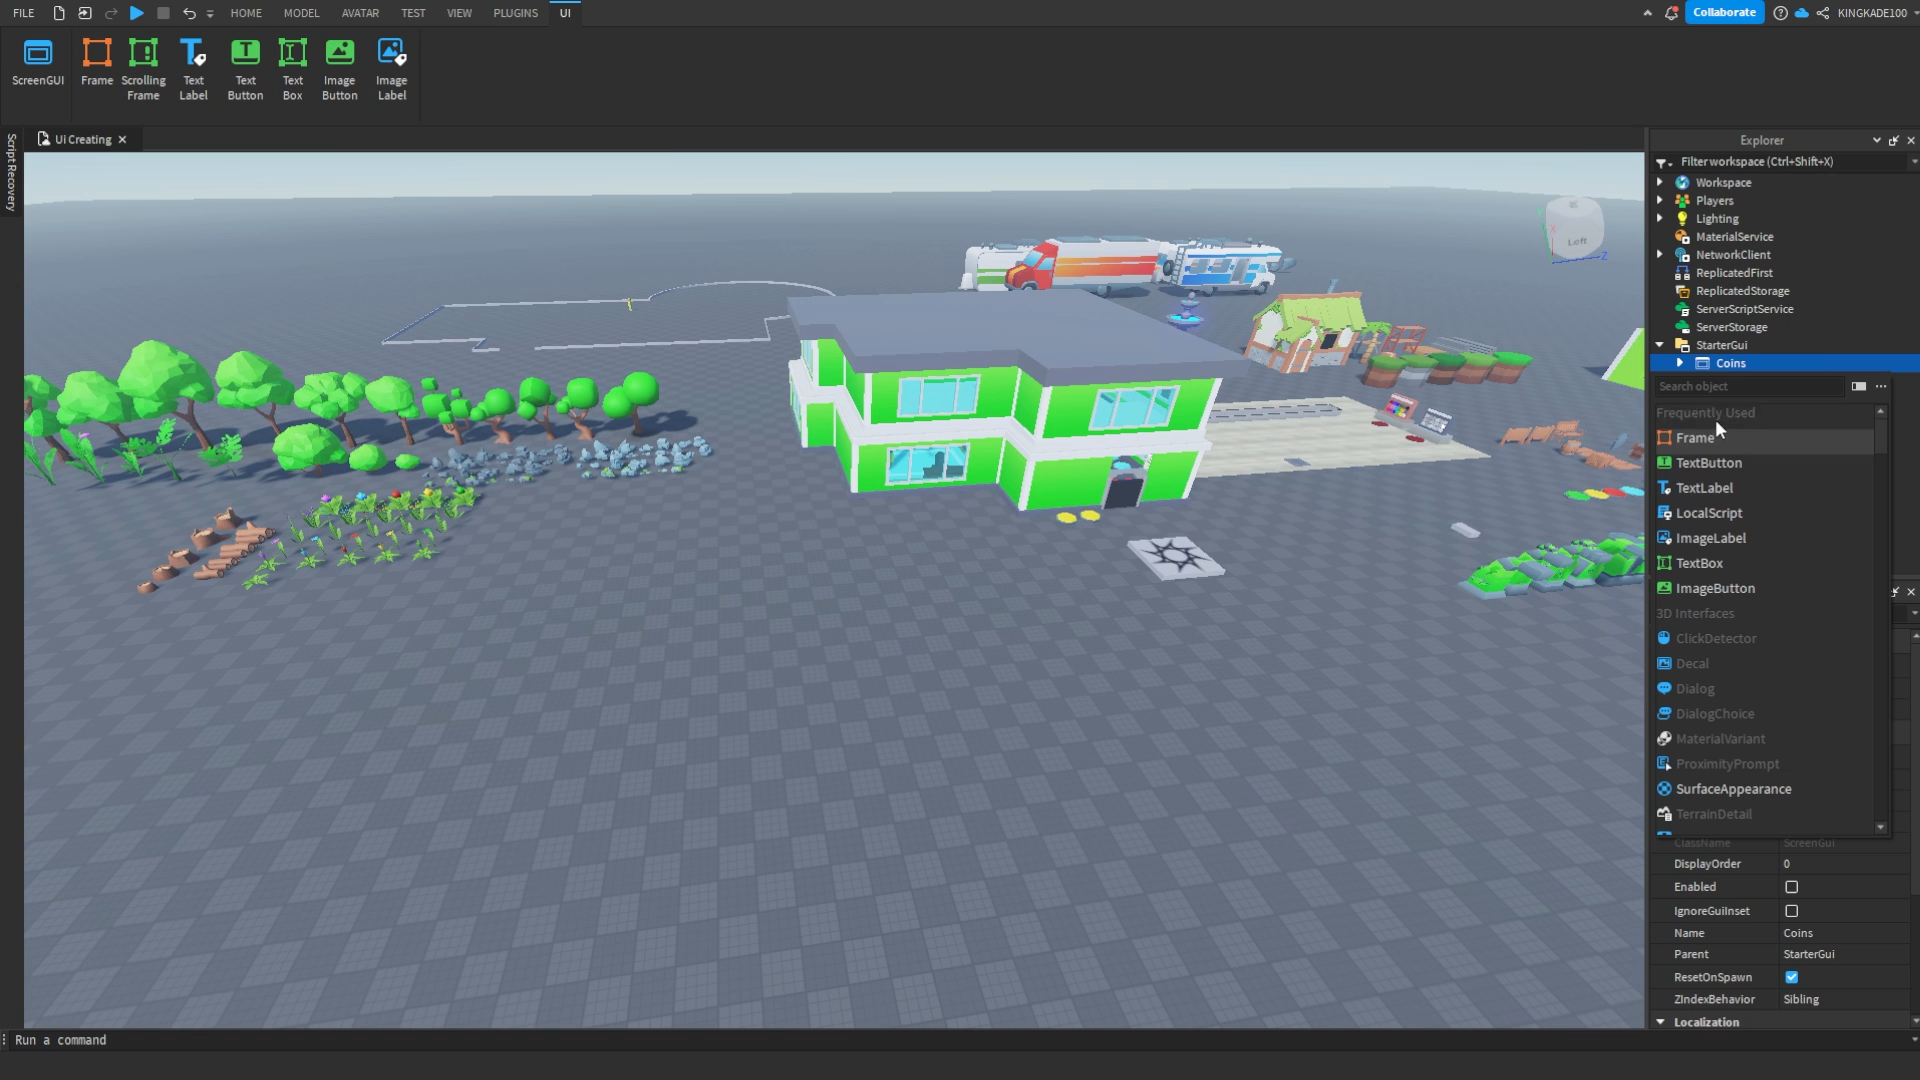 FILE HOME MODEL AVATAR TEST VIEW PLUGINS UI Collaborate KINGKADE100
ScreenGUI
Frame
Scrolling
Frame
Text
Label
Text
Button
Text
Box
Image
Button
Image
Label
Script Recovery
Ui Creating
Left
X
Z
Explorer
Filter workspace (Ctrl+Shift+X)
Workspace
Players
Lighting
MaterialService
NetworkClient
ReplicatedFirst
ReplicatedStorage
ServerScriptService
ServerStorage
StarterGui
Coins
Search object
Frequently Used
Frame
TextButton
TextLabel
LocalScript
ImageLabel
TextBox
ImageButton
3D Interfaces
ClickDetector
Decal
Dialog
DialogChoice
MaterialVariant
ProximityPrompt
SurfaceAppearance
TerrainDetail
ClassName ScreenGui
DisplayOrder 0
Enabled
IgnoreGuiInset
Name Coins
Parent StarterGui
ResetOnSpawn
ZIndexBehavior Sibling
Localization
Run a command